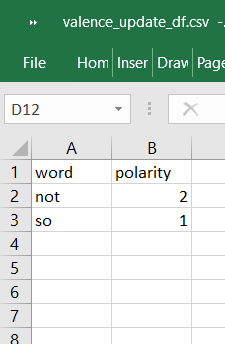 valence_update_df.csv -
File Hom Inser Draw Page
D12
A B
1 word polarity
2 not 2
3 so 1
4
5
6
7
8